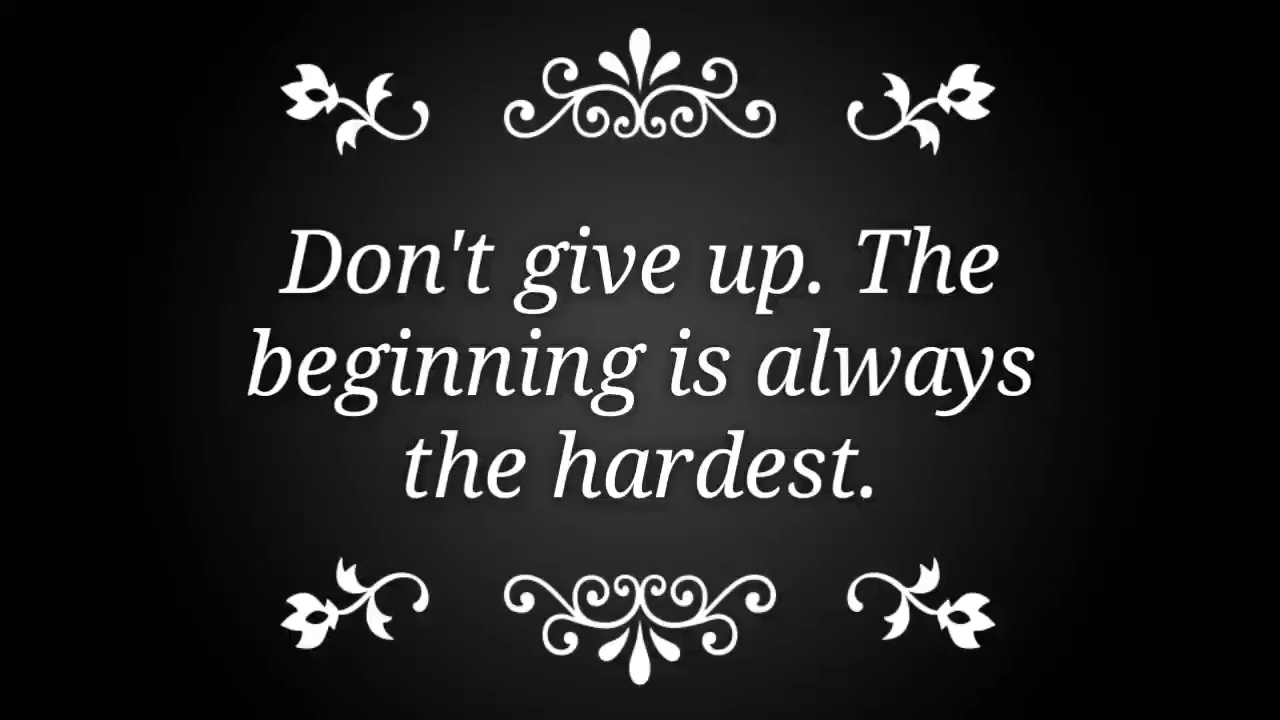 Don't give up. The
beginning is always
the hardest.